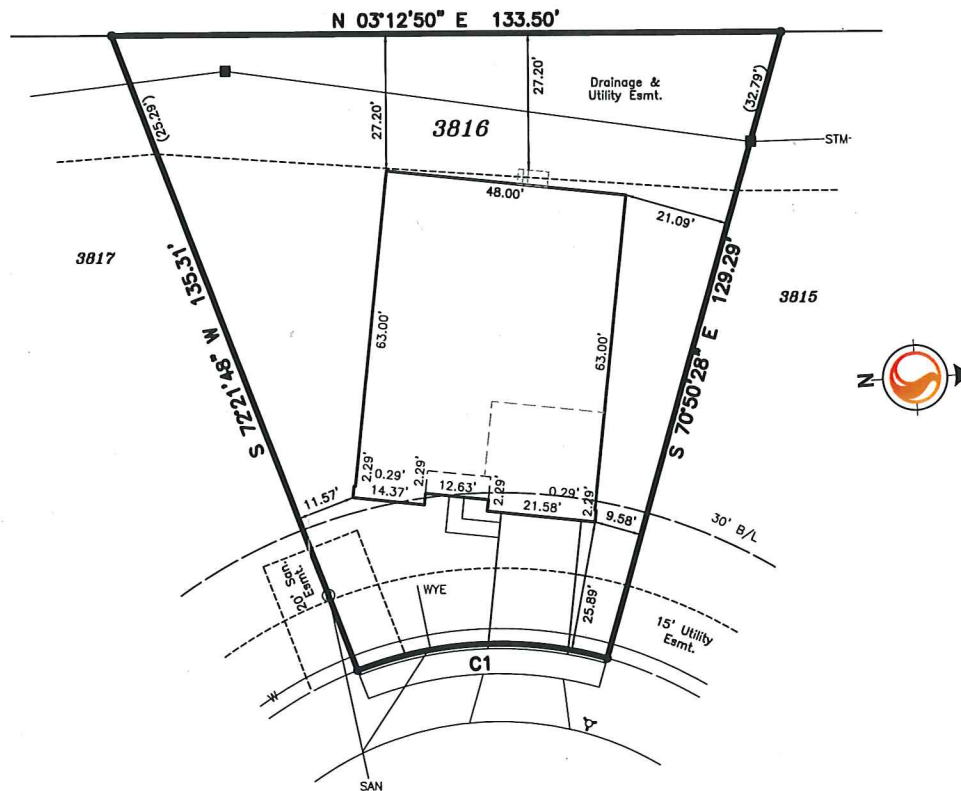 N 03°12'50" E 133.50'
(25.29')
27.20'
27.20'
Drainage &
Utility Esmt.
(32.79')
3816
STM
48.00'
21.09'
3817
S 72°21'48" W 135.31'
63.00'
63.00'
S 70°50'28" E 129.29'
3815
N
2.29'
0.29'
14.37'
2.29'
12.63'
2.29'
21.58'
0.29'
2.29'
11.57'
9.58'
30' B/L
20' San.
Esmt.
WYE
25.89'
15' Utility
Esmt.
W
C1
SAN